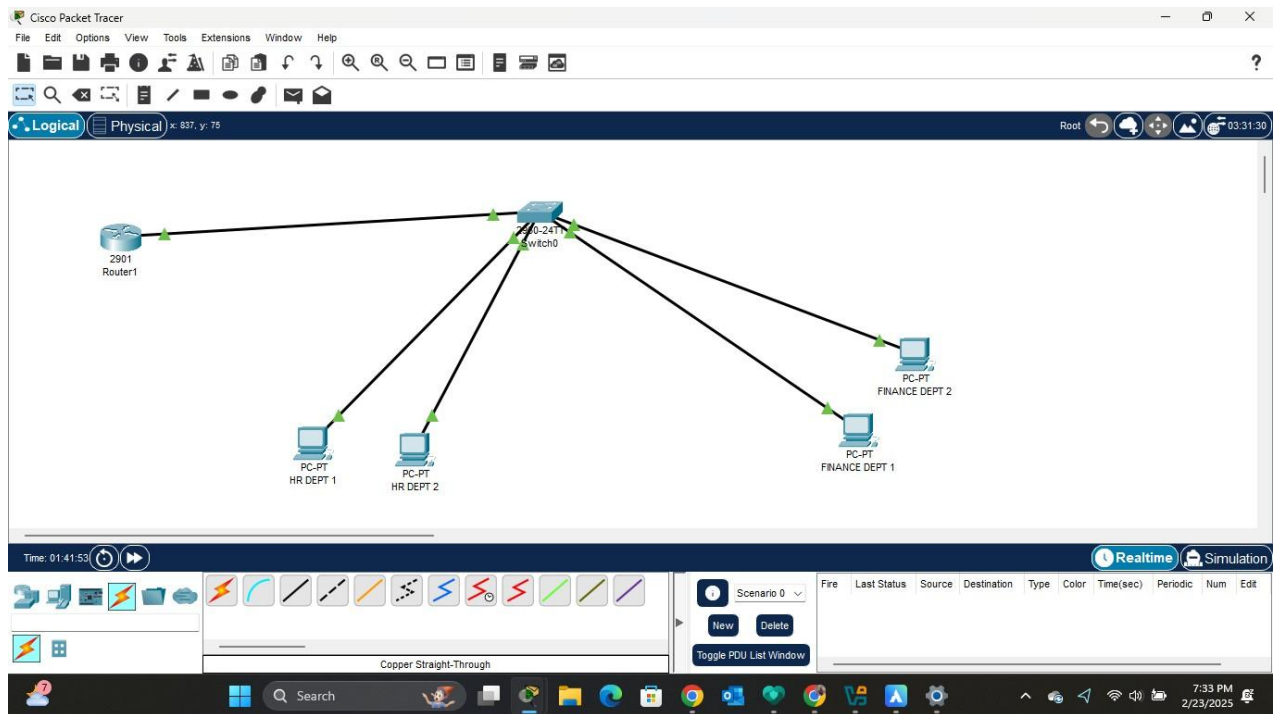 Cisco Packet Tracer
File Edit Options View Tools Extensions Window Help
?
Logical Physical x: 837, y: 75 Root 03:31:30
2901
Router1
Switch0
PC-PT
FINANCE DEPT 2
PC-PT
FINANCE DEPT 1
PC-PT
HR DEPT 1
PC-PT
HR DEPT 2
Time: 01:41:53 Realtime Simulation
Scenario 0
New Delete
Toggle PDU List Window
Fire Last Status Source Destination Type Color Time(sec) Periodic Num Edit
Copper Straight-Through
7
Search
7:33 PM
2/23/2025